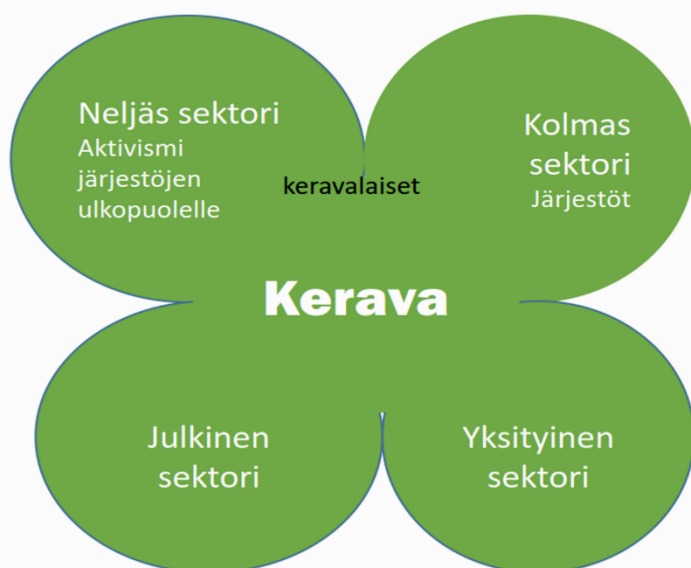 Neljäs sektori
Aktivismi
järjestöjen
ulkopuolelle
Kolmas
sektori
Järjestöt
keravalaiset
Kerava
Julkinen
sektori
Yksityinen
sektori